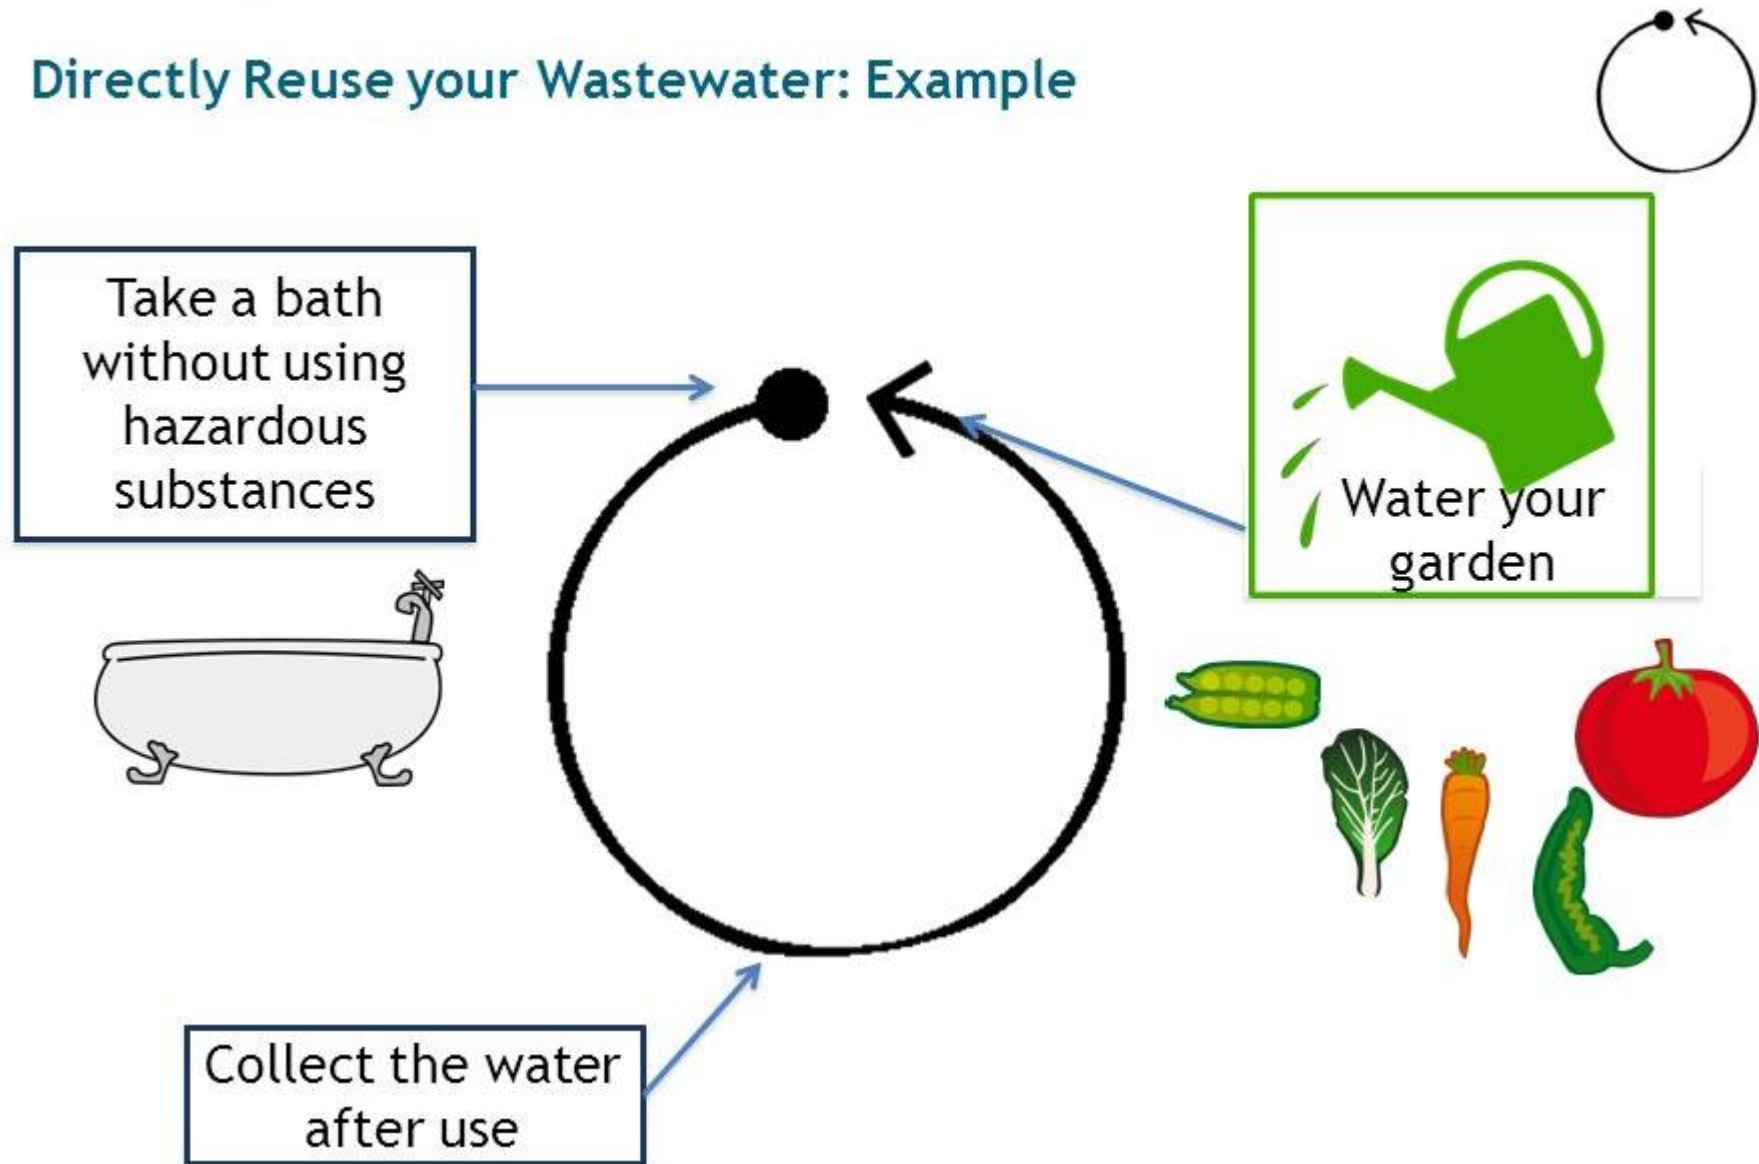 Directly Reuse your Wastewater: Example
Take a bath
without using
hazardous
substances
Water your
garden
Collect the water
after use